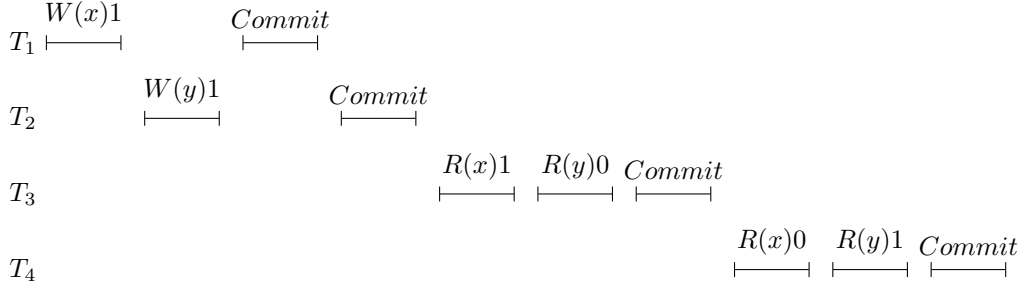 T₁ W(x)1 Commit
T₂ W(y)1 Commit
T₃ R(x)1 R(y)0 Commit
T₄ R(x)0 R(y)1 Commit